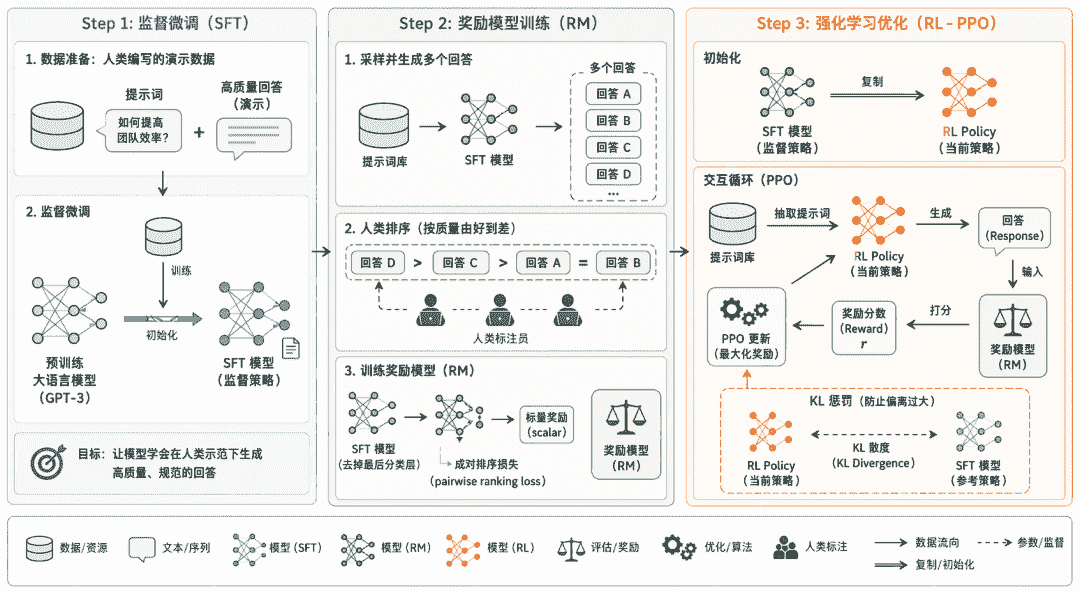 Step 1: 监督微调（SFT）
1. 数据准备：人类编写的演示数据
提示词
如何提高
团队效率？
+
高质量回答
（演示）
2. 监督微调
训练
初始化
预训练
大语言模型
（GPT-3）
SFT 模型
（监督策略）
目标：让模型学会在人类示范下生成
高质量、规范的回答
Step 2: 奖励模型训练（RM）
1. 采样并生成多个回答
提示词库
SFT 模型
多个回答
回答 A
回答 B
回答 C
回答 D
...
2. 人类排序（按质量由好到差）
回答 D > 回答 C > 回答 A = 回答 B
人类标注员
3. 训练奖励模型（RM）
SFT 模型
（去掉最后分类层）
成对排序损失
（pairwise ranking loss）
标量奖励
（scalar）
奖励模型
（RM）
Step 3: 强化学习优化（RL - PPO）
初始化
SFT 模型
（监督策略）
复制
RL Policy
（当前策略）
交互循环（PPO）
提示词库
抽取提示词
RL Policy
（当前策略）
生成
回答
（Response）
输入
奖励模型
（RM）
打分
奖励分数
（Reward）
r
PPO 更新
（最大化奖励）
KL 惩罚（防止偏离过大）
RL Policy
（当前策略）
KL 散度
（KL Divergence）
SFT 模型
（参考策略）
数据/资源
文本/序列
模型 (SFT)
模型 (RM)
模型 (RL)
评估/奖励
优化/算法
人类标注
数据流向
参数/监督
复制/初始化